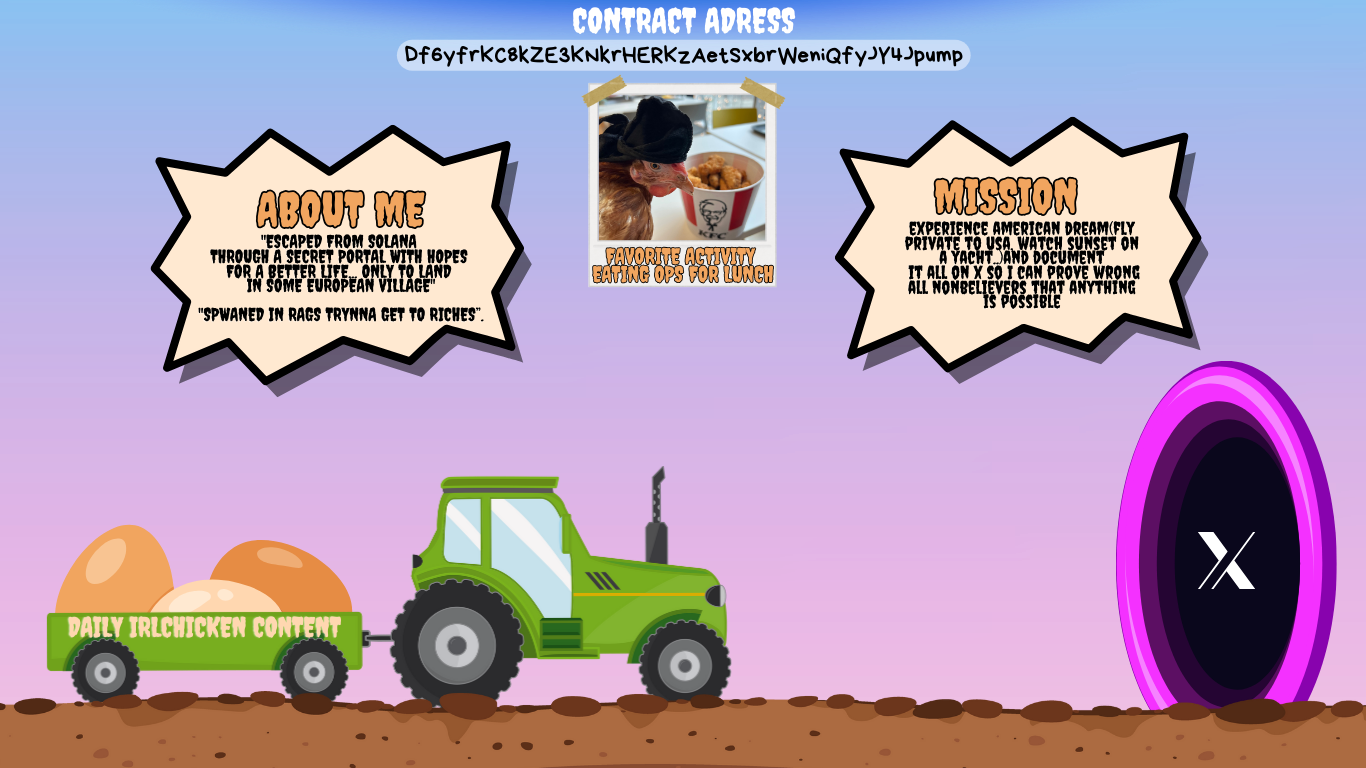 CONTRACT ADRESS
Df6yfrKC8kZE3KNkrHERKzAetSxbrWeniQfyJY4Jpump
ABOUT ME
"ESCAPED FROM SOLANA
THROUGH A SECRET PORTAL WITH HOPES
FOR A BETTER LIFE... ONLY TO LAND
IN SOME EUROPEAN VILLAGE"
"SPWANED IN RAGS TRYNNA GET TO RICHES".
KFC
FAVORITE ACTIVITY
EATING OPS FOR LUNCH
MISSION
EXPERIENCE AMERICAN DREAM(FLY
PRIVATE TO USA, WATCH SUNSET ON
A YACHT..)AND DOCUMENT
IT ALL ON X SO I CAN PROVE WRONG
ALL NONBELIEVERS THAT ANYTHING
IS POSSIBLE
DAILY IRLCHICKEN CONTENT
X